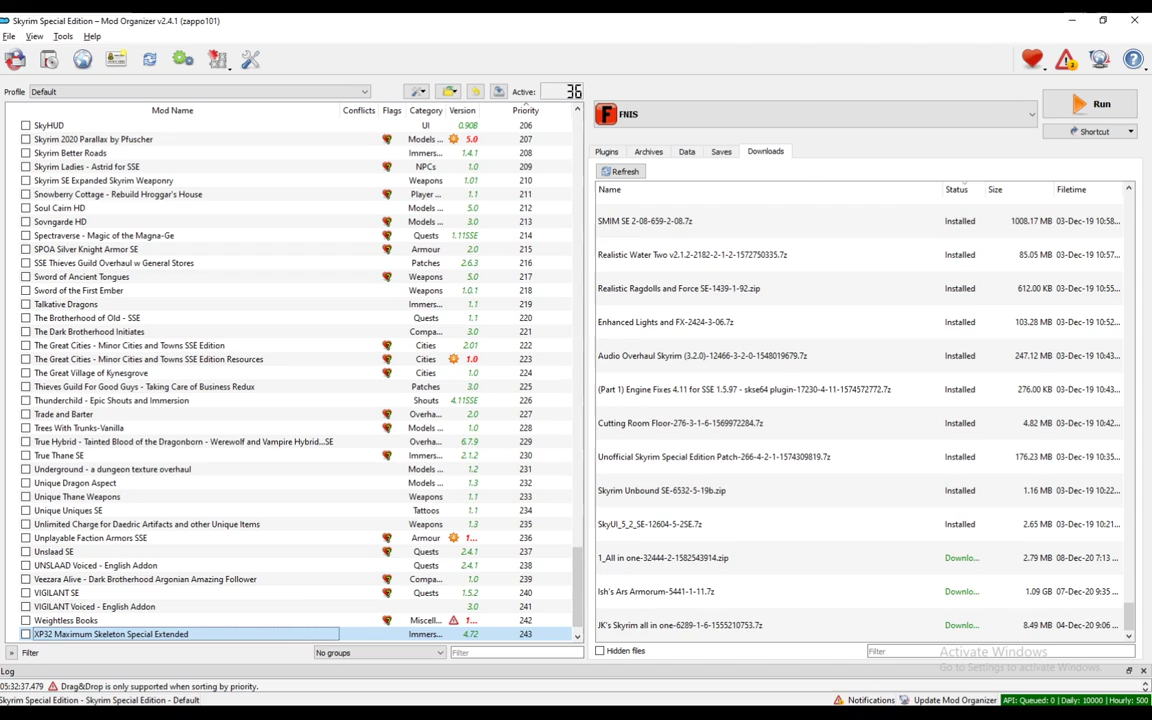 Skyrim Special Edition – Mod Organizer v2.4.1 (zappo101)
File View Tools Help
Profile Default Active: 36
Mod Name Conflicts Flags Category Version Priority
SkyHUD UI 0.90B 206
Skyrim 2020 Parallax by Pfuscher Models ... 5.0 207
Skyrim Better Roads Immers... 1.4.1 208
Skyrim Ladies - Astrid for SSE NPCs 1.0 209
Skyrim SE Expanded Skyrim Weaponry Weapons 1.01 210
Snowberry Cottage - Rebuild Hroggar's House Player ... 1.1 211
Soul Cairn HD Models ... 5.0 212
Sovngarde HD Models ... 3.0 213
Spectraverse - Magic of the Magna-Ge Quests 1.11SSE 214
SPOA Silver Knight Armor SE Armour 2.0 215
SSE Thieves Guild Overhaul w General Stores Patches 2.6.3 216
Sword of Ancient Tongues Weapons 5.0 217
Sword of the First Ember Weapons 1.0.1 218
Talkative Dragons Immers... 1.1 219
The Brotherhood of Old - SSE Quests 1.1 220
The Dark Brotherhood Initiates Compa... 3.0 221
The Great Cities - Minor Cities and Towns SSE Edition Cities 2.01 222
The Great Cities - Minor Cities and Towns SSE Edition Resources Cities 1.0 223
The Great Village of Kynesgrove Cities 1.0 224
Thieves Guild For Good Guys - Taking Care of Business Redux Patches 3.0 225
Thunderchild - Epic Shouts and Immersion Shouts 4.11SSE 226
Trade and Barter Overha... 2.0 227
Trees With Trunks-Vanilla Models ... 1.0 228
True Hybrid - Tainted Blood of the Dragonborn - Werewolf and Vampire Hybrid...SE Overha... 6.7.9 229
True Thane SE Immers... 2.1.2 230
Underground - a dungeon texture overhaul Models ... 1.2 231
Unique Dragon Aspect Models ... 1.3 232
Unique Thane Weapons Weapons 1.1 233
Unique Uniques SE Tattoos 1.1 234
Unlimited Charge for Daedric Artifacts and other Unique Items Weapons 1.3 235
Unplayable Faction Armors SSE Armour 1... 236
Unslaad SE Quests 2.4.1 237
UNSLAAD Voiced - English Addon Quests 2.4.1 238
Veezara Alive - Dark Brotherhood Argonian Amazing Follower Compa... 1.0 239
VIGILANT SE Quests 1.5.2 240
VIGILANT Voiced - English Addon 3.0 241
Weightless Books Miscell... 1... 242
XP32 Maximum Skeleton Special Extended Immers... 4.72 243
» Filter No groups Filter
FNIS Run
Shortcut
Plugins Archives Data Saves Downloads
Refresh
Name Status Size Filetime
SMIM SE 2-08-659-2-08.7z Installed 1008.17 MB 03-Dec-19 10:58...
Realistic Water Two v2.1.2-2182-2-1-2-1572750335.7z Installed 85.05 MB 03-Dec-19 10:57...
Realistic Ragdolls and Force SE-1439-1-92.zip Installed 612.00 KB 03-Dec-19 10:55...
Enhanced Lights and FX-2424-3-06.7z Installed 103.28 MB 03-Dec-19 10:52...
Audio Overhaul Skyrim (3.2.0)-12466-3-2-0-1548019679.7z Installed 247.12 MB 03-Dec-19 10:43...
(Part 1) Engine Fixes 4.11 for SSE 1.5.97 - skse64 plugin-17230-4-11-1574572772.7z Installed 276.00 KB 03-Dec-19 10:43...
Cutting Room Floor-276-3-1-6-1569972284.7z Installed 4.82 MB 03-Dec-19 10:42...
Unofficial Skyrim Special Edition Patch-266-4-2-1-1574309819.7z Installed 176.23 MB 03-Dec-19 10:35...
Skyrim Unbound SE-6532-5-19b.zip Installed 1.16 MB 03-Dec-19 10:22...
SkyUI_5_2_SE-12604-5-2SE.7z Installed 2.65 MB 03-Dec-19 10:21...
1_All in one-32444-2-1582543914.zip Downlo... 2.79 MB 08-Dec-20 7:13 ...
Ish's Ars Armorum-5441-1-11.7z Downlo... 1.09 GB 07-Dec-20 9:35 ...
JK's Skyrim all in one-6289-1-6-1555210753.7z Downlo... 8.49 MB 04-Dec-20 9:06 ...
Hidden files Filter
Activate Windows
Go to Settings to activate Windows.
Log
05:32:37.479 Drag&Drop is only supported when sorting by priority.
Skyrim Special Edition - Skyrim Special Edition - Default Notifications Update Mod Organizer API: Queued: 0 | Daily: 10000 | Hourly: 500